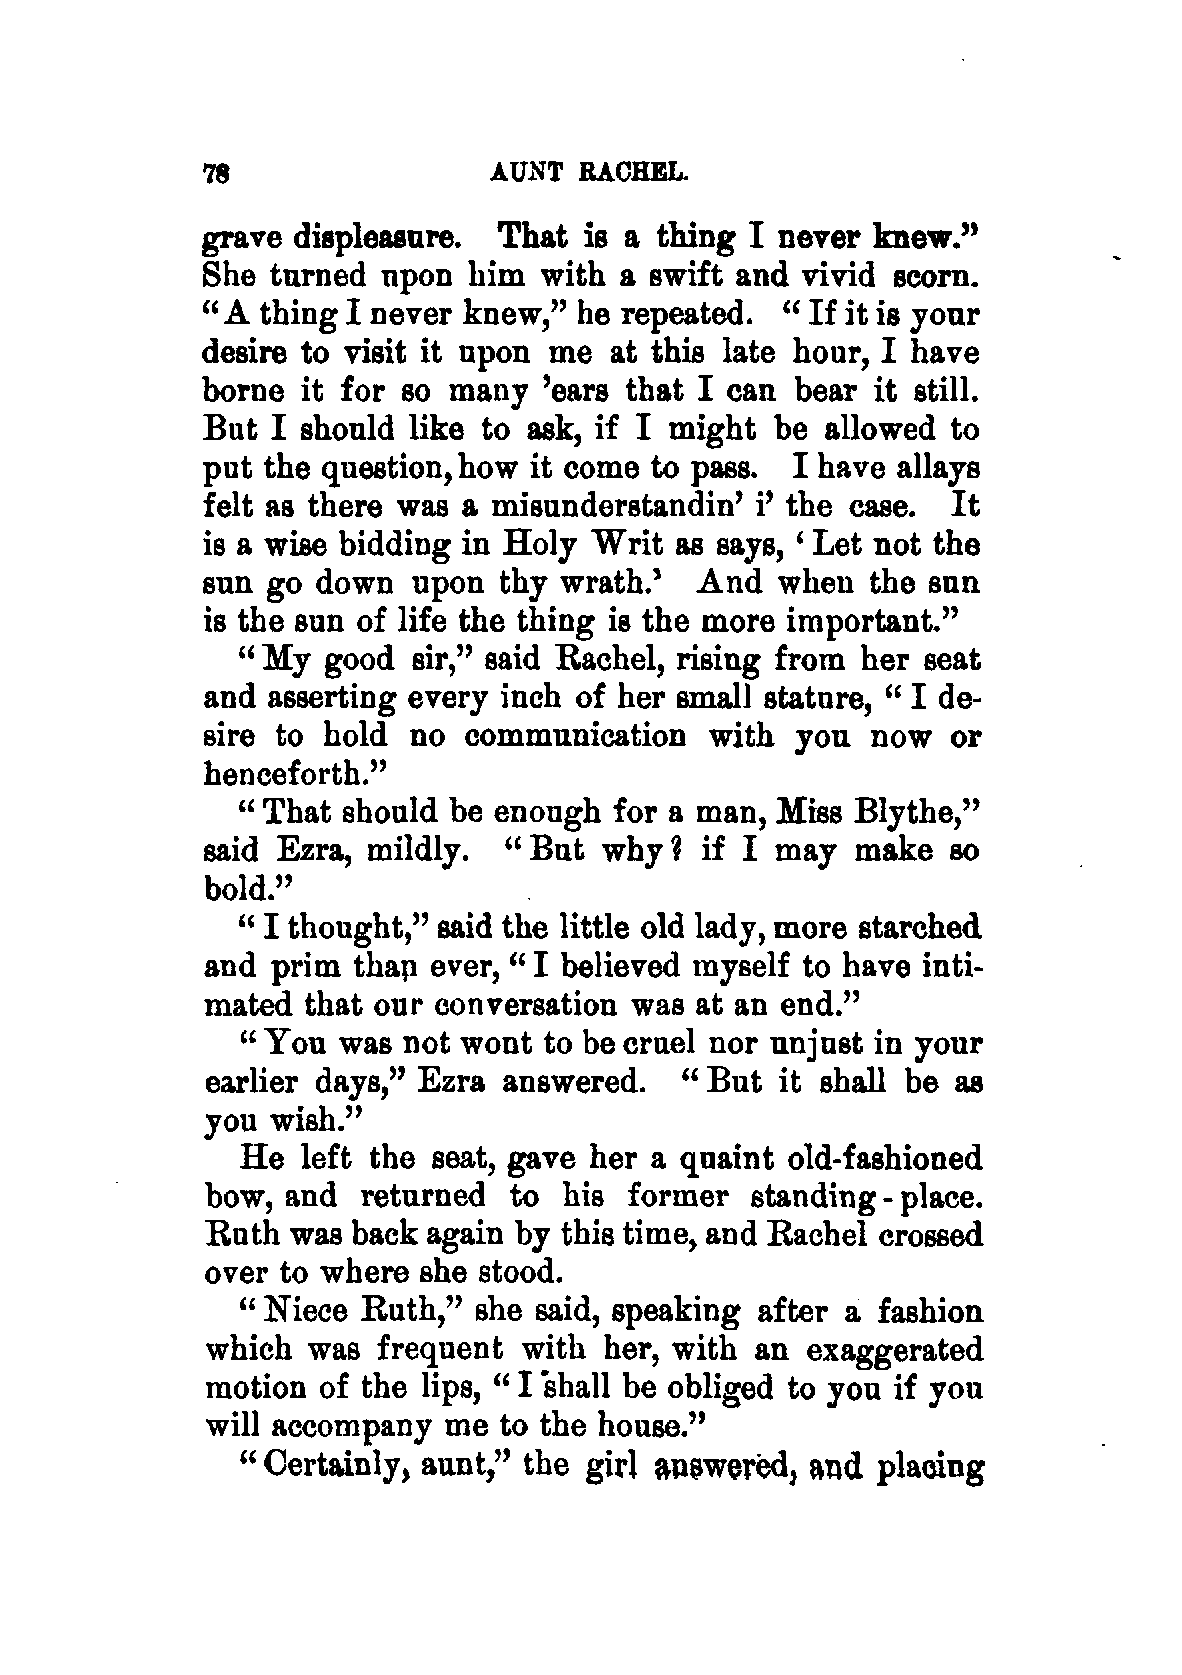 78 AUNT RACHEL.
grave displeasure. That is a thing I never knew.”
She turned upon him with a swift and vivid scorn.
“A thing I never knew,” he repeated. “If it is your
desire to visit it upon me at this late hour, I have
borne it for so many ’ears that I can bear it still.
But I should like to ask, if I might be allowed to
put the question, how it come to pass. I have allays
felt as there was a misunderstandin’ i’ the case. It
is a wise bidding in Holy Writ as says, ‘Let not the
sun go down upon thy wrath.’ And when the sun
is the sun of life the thing is the more important.”
“My good sir,” said Rachel, rising from her seat
and asserting every inch of her small stature, “I de-
sire to hold no communication with you now or
henceforth.”
“That should be enough for a man, Miss Blythe,”
said Ezra, mildly. “But why? if I may make so
bold.”
“I thought,” said the little old lady, more starched
and prim than ever, “I believed myself to have inti-
mated that our conversation was at an end.”
“You was not wont to be cruel nor unjust in your
earlier days,” Ezra answered. “But it shall be as
you wish.”
He left the seat, gave her a quaint old-fashioned
bow, and returned to his former standing-place.
Ruth was back again by this time, and Rachel crossed
over to where she stood.
“Niece Ruth,” she said, speaking after a fashion
which was frequent with her, with an exaggerated
motion of the lips, “I shall be obliged to you if you
will accompany me to the house.”
“Certainly, aunt,” the girl answered, and placing